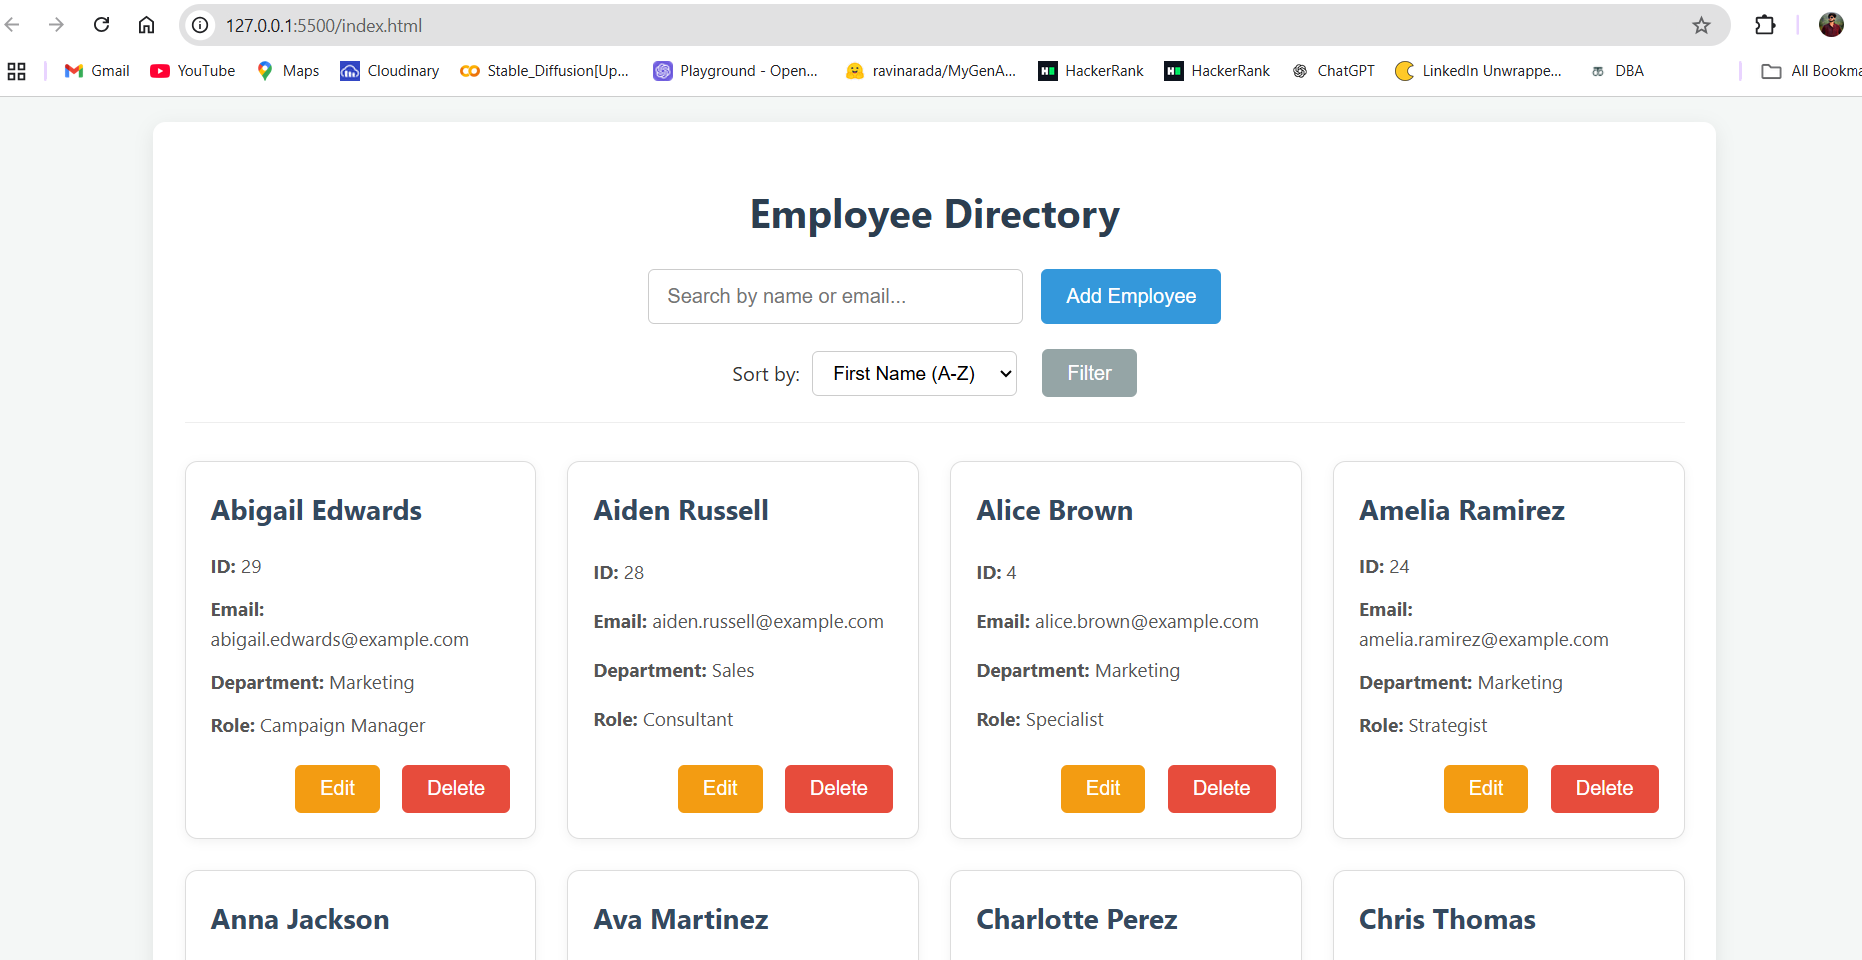 127.0.0.1:5500/index.html
Gmail YouTube Maps Cloudinary Stable_Diffusion[Up... Playground - Open... ravinarada/MyGenA... HackerRank HackerRank ChatGPT LinkedIn Unwrappe... DBA All Bookma
Employee Directory
Search by name or email... Add Employee
Sort by: First Name (A-Z) Filter
Abigail Edwards
ID: 29
Email:
abigail.edwards@example.com
Department: Marketing
Role: Campaign Manager
Edit Delete
Aiden Russell
ID: 28
Email: aiden.russell@example.com
Department: Sales
Role: Consultant
Edit Delete
Alice Brown
ID: 4
Email: alice.brown@example.com
Department: Marketing
Role: Specialist
Edit Delete
Amelia Ramirez
ID: 24
Email:
amelia.ramirez@example.com
Department: Marketing
Role: Strategist
Edit Delete
Anna Jackson
Ava Martinez
Charlotte Perez
Chris Thomas